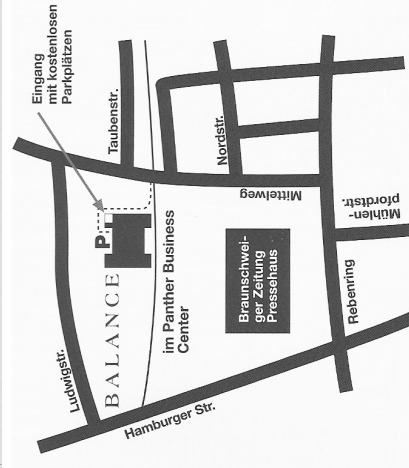 Eingang
mit kostenlosen
Parkplätzen
Taubenstr.
Nordstr.
Mittelweg
Mühlen-
pfordtstr.
Ludwigstr.
P
BALANCE
im Panther Business
Center
Braunschwei-
ger Zeitung
Pressehaus
Rebenring
Hamburger Str.